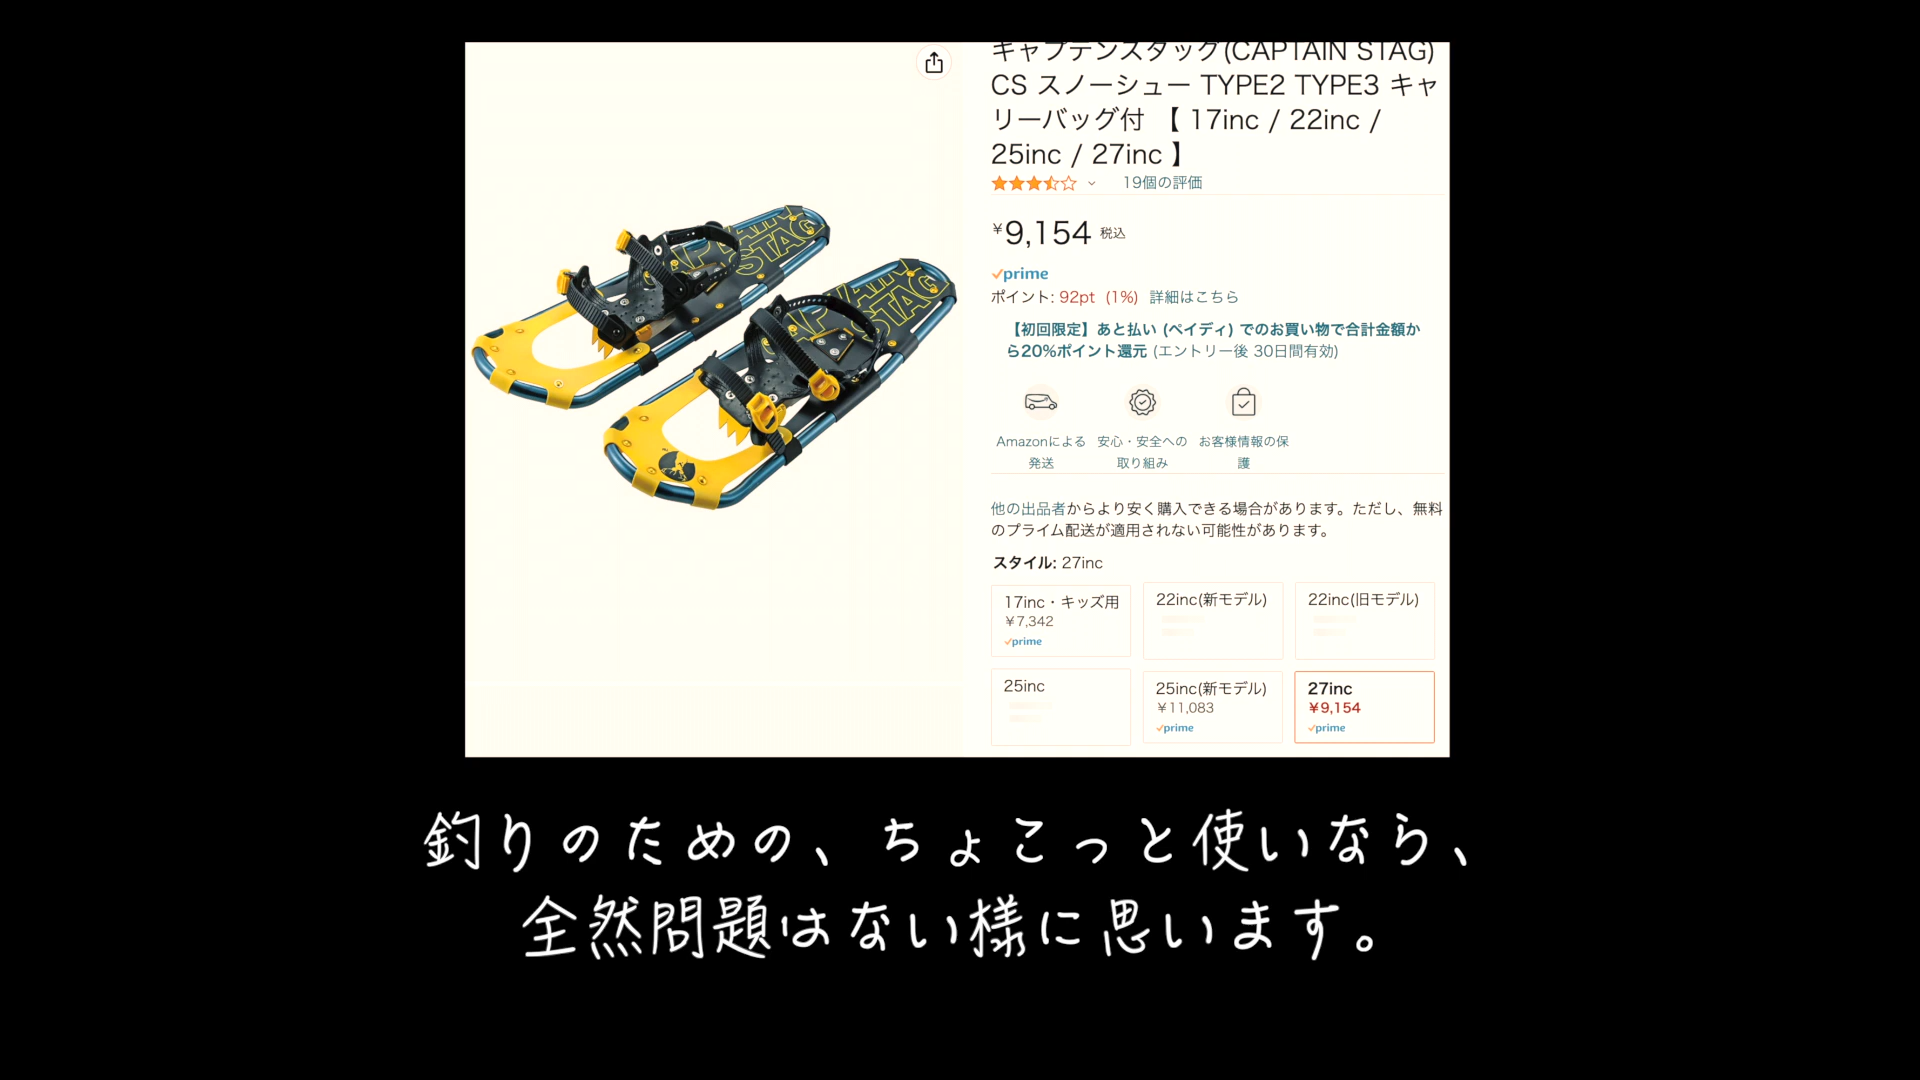 キャプテンスタッグ(CAPTAIN STAG)
CS スノーシュー TYPE2 TYPE3 キャ
リーバッグ付 【 17inc / 22inc /
25inc / 27inc 】
19個の評価
¥9,154 税込
prime
ポイント: 92pt (1%) 詳細はこちら
【初回限定】あと払い (ペイディ) でのお買い物で合計金額か
ら20%ポイント還元 (エントリー後 30日間有効)
Amazonによる発送
安心・安全への取り組み
お客様情報の保護
他の出品者からより安く購入できる場合があります。ただし、無料
のプライム配送が適用されない可能性があります。
スタイル: 27inc
17inc・キッズ用
¥7,342
prime
22inc(新モデル)
22inc(旧モデル)
25inc
25inc(新モデル)
¥11,083
prime
27inc
¥9,154
prime
STAG
STAG
釣りのための、ちょこっと使いなら、
全然問題はない様に思います。